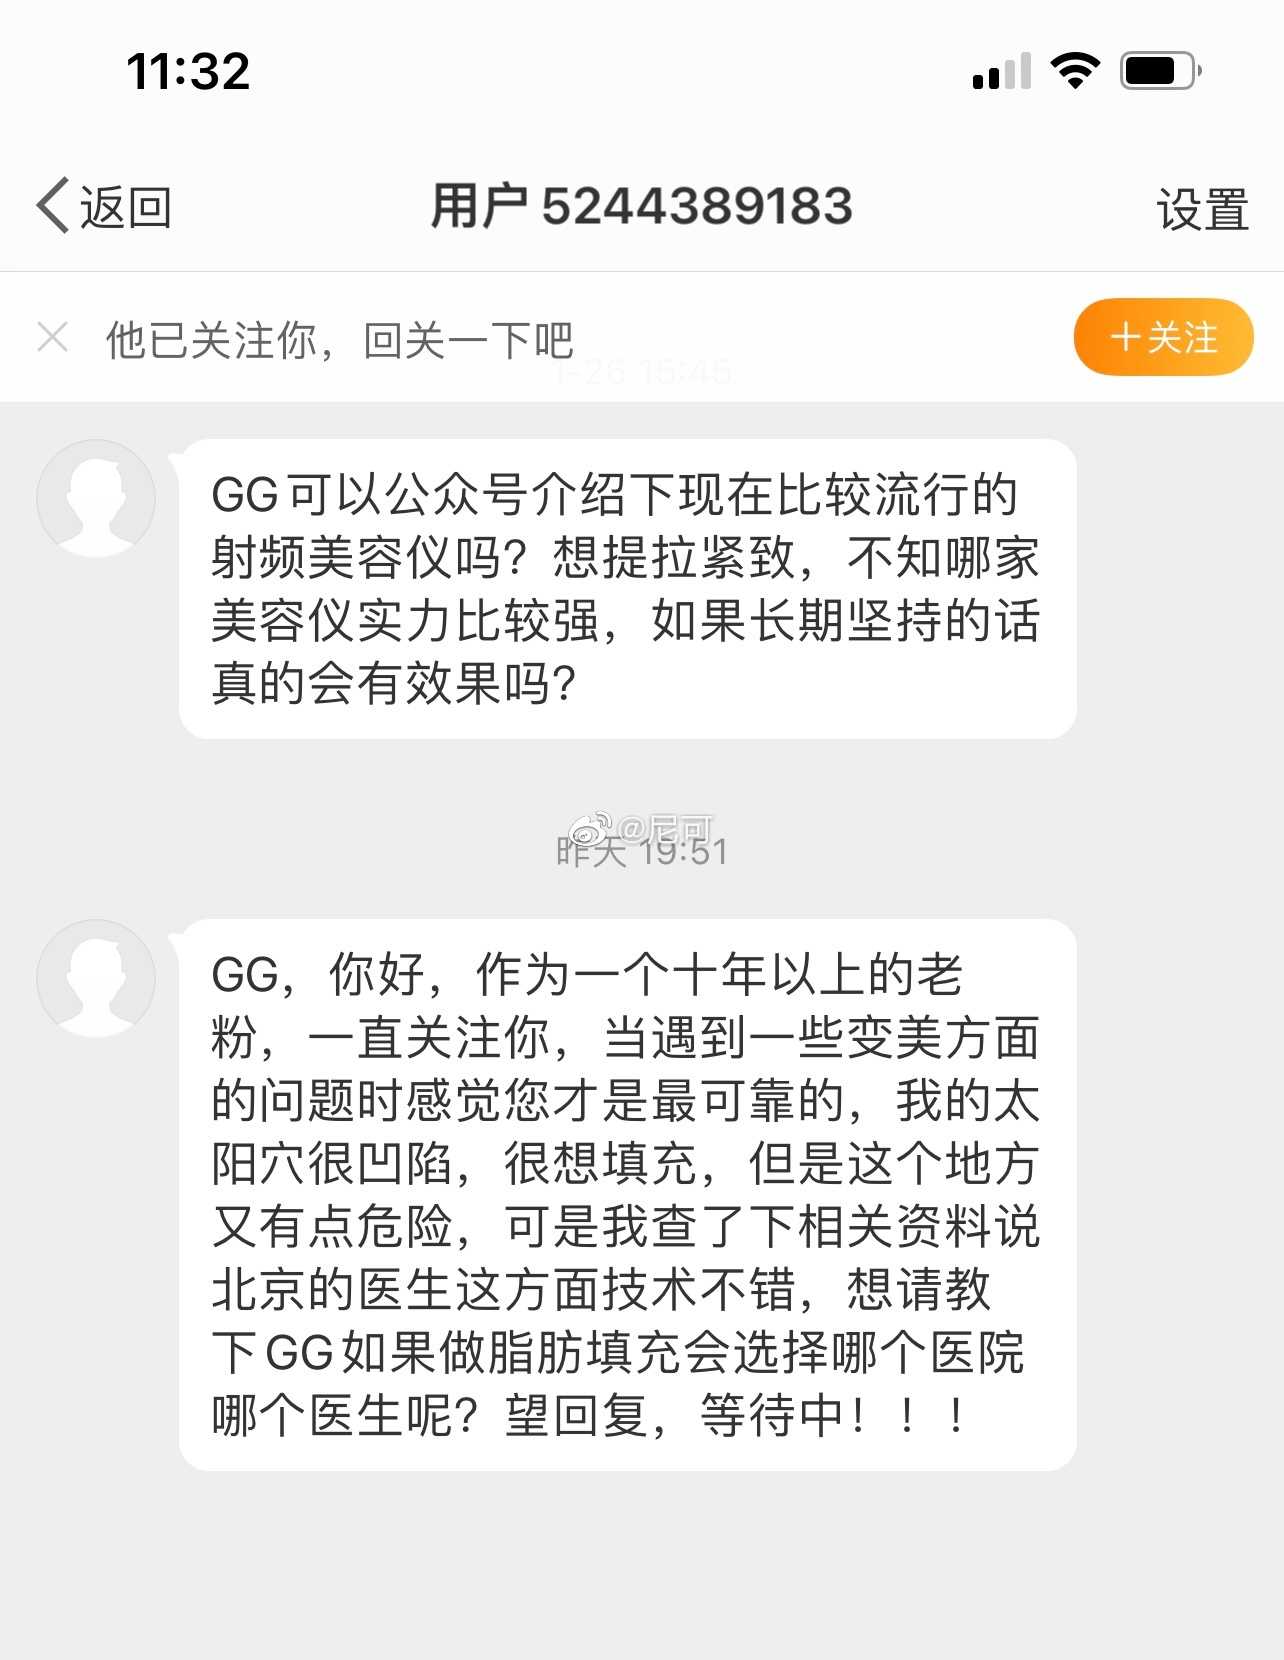 11:32
返回
用户5244389183
设置
他已关注你，回关一下吧
1-26 15:45
+关注
GG可以公众号介绍下现在比较流行的
射频美容仪吗？想提拉紧致，不知哪家
美容仪实力比较强，如果长期坚持的话
真的会有效果吗？
@尼可
昨天 19:51
GG，你好，作为一个十年以上的老
粉，一直关注你，当遇到一些变美方面
的问题时感觉您才是最可靠的，我的太
阳穴很凹陷，很想填充，但是这个地方
又有点危险，可是我查了下相关资料说
北京的医生这方面技术不错，想请教
下GG如果做脂肪填充会选择哪个医院
哪个医生呢？望回复，等待中！！！